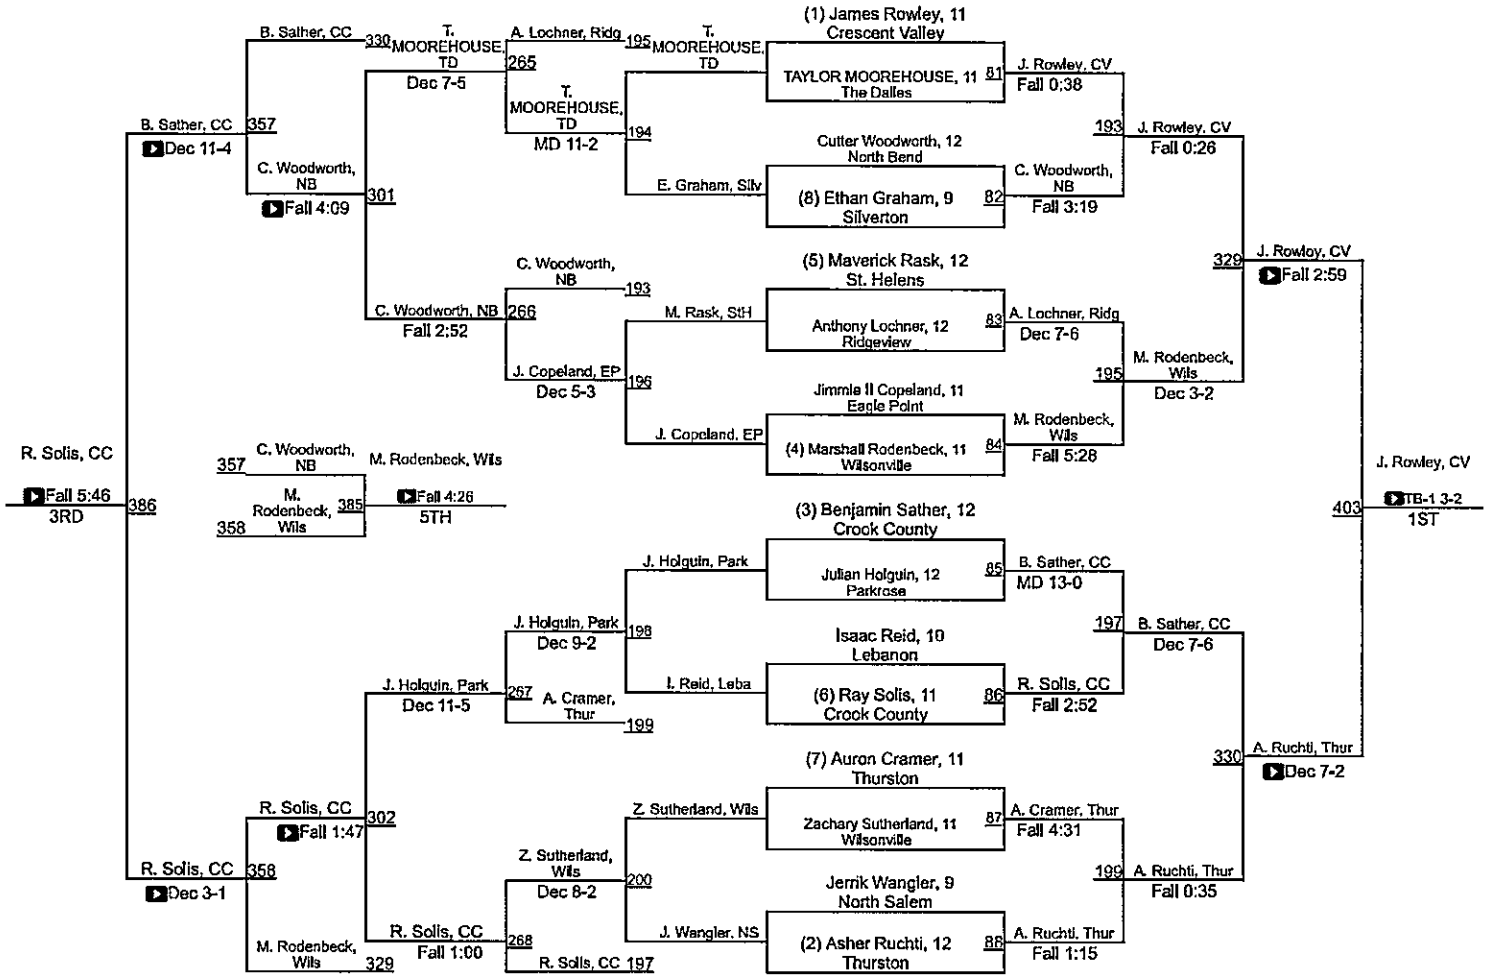 (1) James Rowley, 11
Crescent Valley
TAYLOR MOOREHOUSE, 11 81
The Dalles
Cutter Woodworth, 12
North Bend
(8) Ethan Graham, 9 82
Silverton
(5) Maverick Rask, 12
St. Helens
Anthony Lochner, 12 83
Ridgeview
Jimmie II Copeland, 11
Eagle Point
(4) Marshall Rodenbeck, 11 84
Wilsonville
(3) Benjamin Sather, 12
Crook County
Julian Holguin, 12 85
Parkrose
Isaac Reid, 10
Lebanon
(6) Ray Solis, 11 86
Crook County
(7) Auron Cramer, 11
Thurston
Zachary Sutherland, 11 87
Wilsonville
Jerrik Wangler, 9
North Salem
(2) Asher Ruchti, 12 88
Thurston
J. Rowley, CV
Fall 0:38
193
C. Woodworth,
NB
Fall 3:19
A. Lochner, Ridg
Dec 7-6
195
M. Rodenbeck,
Wils
Fall 5:28
B. Sather, CC
MD 13-0
197
R. Solis, CC
Fall 2:52
A. Cramer, Thur
Fall 4:31
199
A. Ruchti, Thur
Fall 1:15
J. Rowley, CV
Fall 0:26
329
M. Rodenbeck,
Wils
Dec 3-2
B. Sather, CC
Dec 7-6
330
A. Ruchti, Thur
Fall 0:35
J. Rowley, CV
Fall 2:59
403
A. Ruchti, Thur
Dec 7-2
J. Rowley, CV
TB-1 3-2
1ST
T.
MOOREHOUSE,
TD
194
E. Graham, Silv
M. Rask, StH
196
J. Copeland, EP
J. Holguin, Park
198
I. Reid, Leba
Z. Sutherland, Wils
200
J. Wangler, NS
A. Lochner, Ridg 195
265
T.
MOOREHOUSE,
TD
MD 11-2
C. Woodworth,
NB
193
266
J. Copeland, EP
Dec 5-3
J. Holguin, Park
Dec 9-2
267
A. Cramer,
Thur
199
Z. Sutherland,
Wils
Dec 8-2
268
R. Solis, CC 197
T.
MOOREHOUSE,
TD
Dec 7-5
301
C. Woodworth, NB
Fall 2:52
J. Holguin, Park
Dec 11-5
302
R. Solis, CC
Fall 1:00
B. Sather, CC 330
357
C. Woodworth,
NB
Fall 4:09
R. Solis, CC
Fall 1:47
358
M. Rodenbeck,
Wils
329
B. Sather, CC
Dec 11-4
386
R. Solis, CC
Dec 3-1
R. Solis, CC
Fall 5:46
3RD
C. Woodworth,
NB
357
M.
Rodenbeck,
Wils
358
385
M. Rodenbeck, Wils
Fall 4:26
5TH